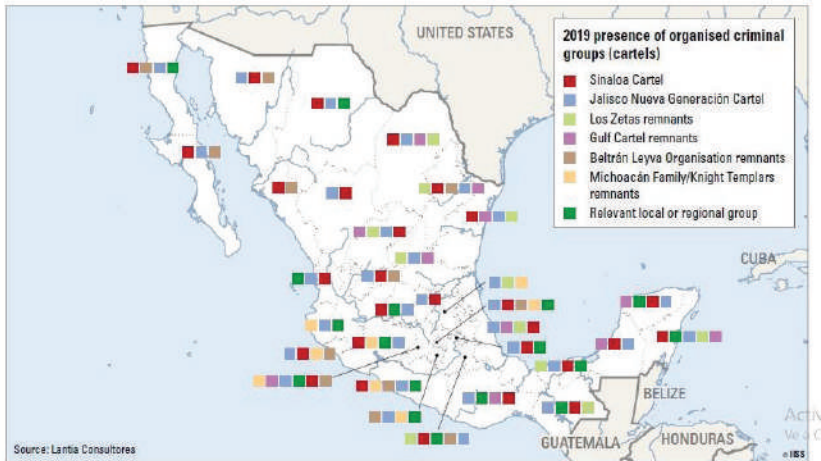 UNITED STATES
2019 presence of organised criminal
groups (cartels)
Sinaloa Cartel
Jalisco Nueva Generación Cartel
Los Zetas remnants
Gulf Cartel remnants
Beltrán Leyva Organisation remnants
Michoacán Family/Knight Templars
remnants
Relevant local or regional group
CUBA
BELIZE
GUATEMALA
HONDURAS
Source: Lantia Consultores
© IISS